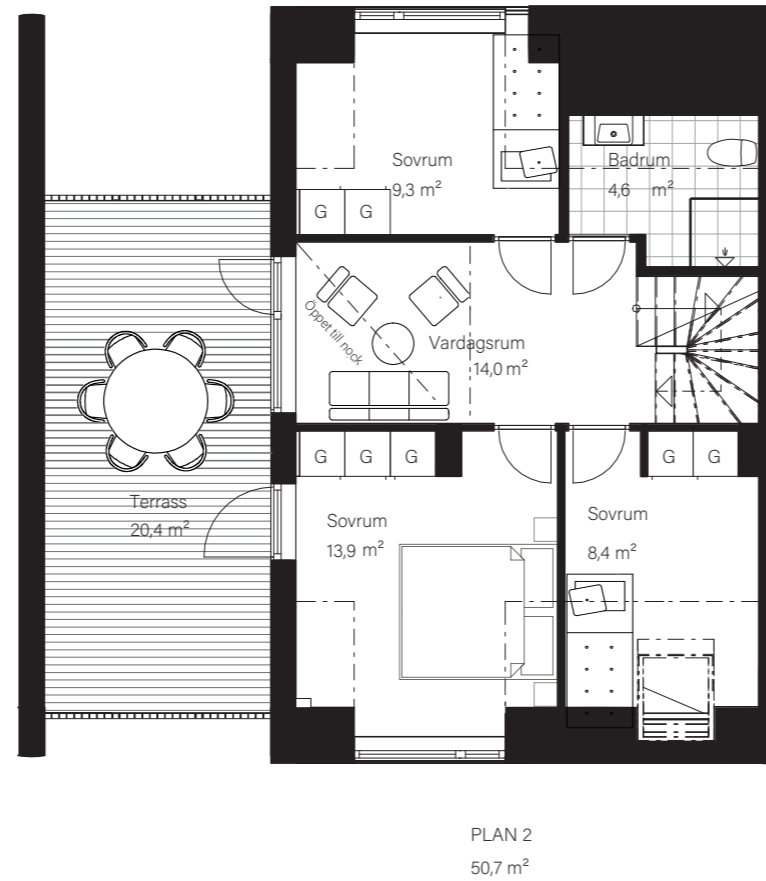 Sovrum
9,3 m²
Badrum
4,6 m²
G G
Öppet till nock
Vardagsrum
14,0 m²
G G G
G G
Terrass
20,4 m²
Sovrum
13,9 m²
Sovrum
8,4 m²
PLAN 2
50,7 m²